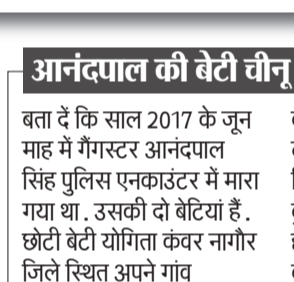 आनंदपाल की बेटी चीनू
बता दें कि साल 2017 के जून
माह में गैंगस्टर आनंदपाल
सिंह पुलिस एनकाउंटर में मारा
गया था. उसकी दो बेटियां हैं.
छोटी बेटी योगिता कंवर नागौर
जिले स्थित अपने गांव